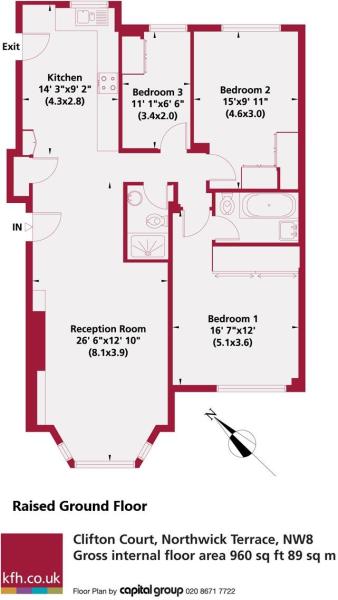 Exit
Kitchen
14' 3"x9' 2"
(4.3x2.8)
Bedroom 3
11' 1"x6' 6"
(3.4x2.0)
Bedroom 2
15'x9' 11"
(4.6x3.0)
IN
Reception Room
26' 6"x12' 10"
(8.1x3.9)
Bedroom 1
16' 7"x12'
(5.1x3.6)
N
Raised Ground Floor
Clifton Court, Northwick Terrace, NW8
Gross internal floor area 960 sq ft 89 sq m
kfh.co.uk
Floor Plan by capital group 020 8671 7722